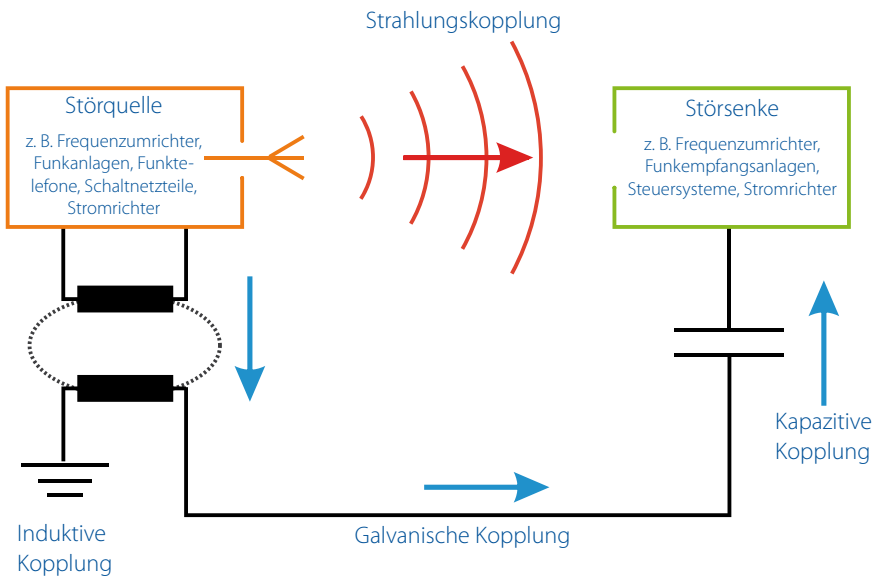 Strahlungskopplung
Störquelle
z. B. Frequenzumrichter,
Funkanlagen, Funkte-
lefone, Schaltnetzteile,
Stromrichter
Störsenke
z. B. Frequenzumrichter,
Funkempfangsanlagen,
Steuersysteme, Stromrichter
Kapazitive
Kopplung
Induktive
Kopplung
Galvanische Kopplung